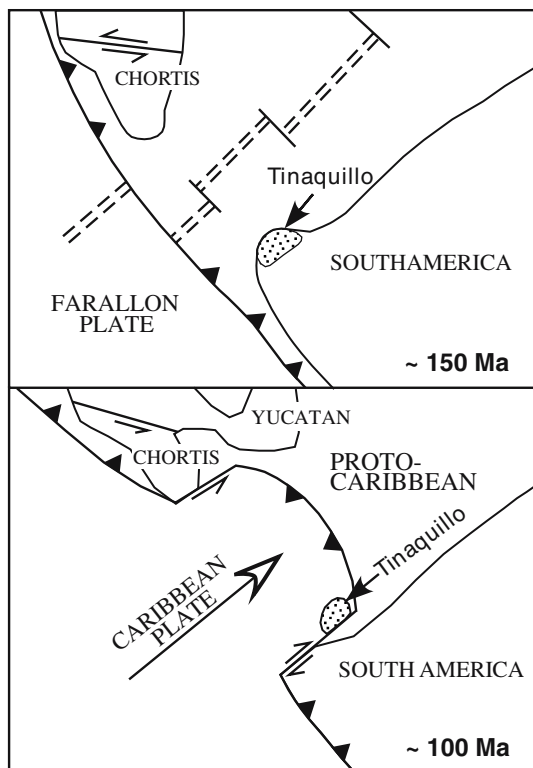 CHORTIS
Tinaquillo
SOUTHAMERICA
FARALLON
PLATE
~ 150 Ma
YUCATAN
CHORTIS
PROTO-
CARIBBEAN
Tinaquillo
CARIBBEAN
PLATE
SOUTH AMERICA
~ 100 Ma